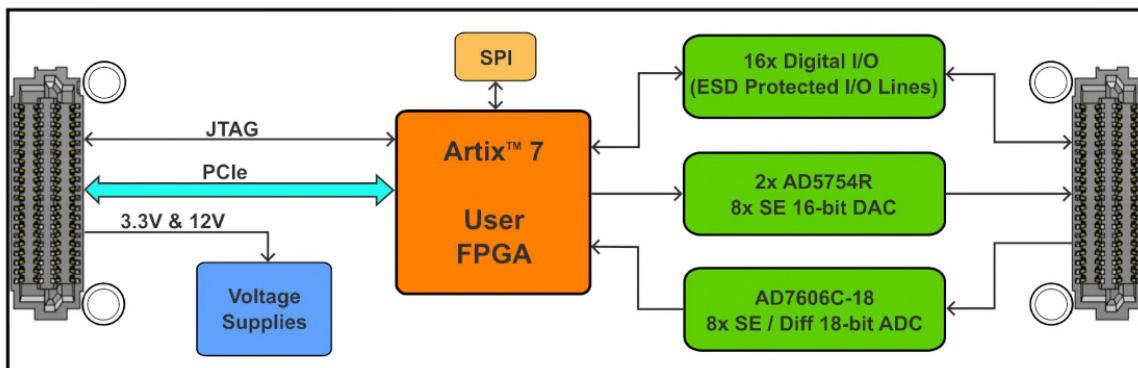 SPI
16x Digital I/O
(ESD Protected I/O Lines)
JTAG
Artix™ 7
User
FPGA
PCIe
2x AD5754R
8x SE 16-bit DAC
3.3V & 12V
Voltage
Supplies
AD7606C-18
8x SE / Diff 18-bit ADC